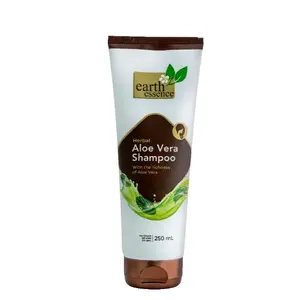 earth
essence
Herbal
Aloe Vera
Shampoo
With the richness
of Aloe Vera
250 mL